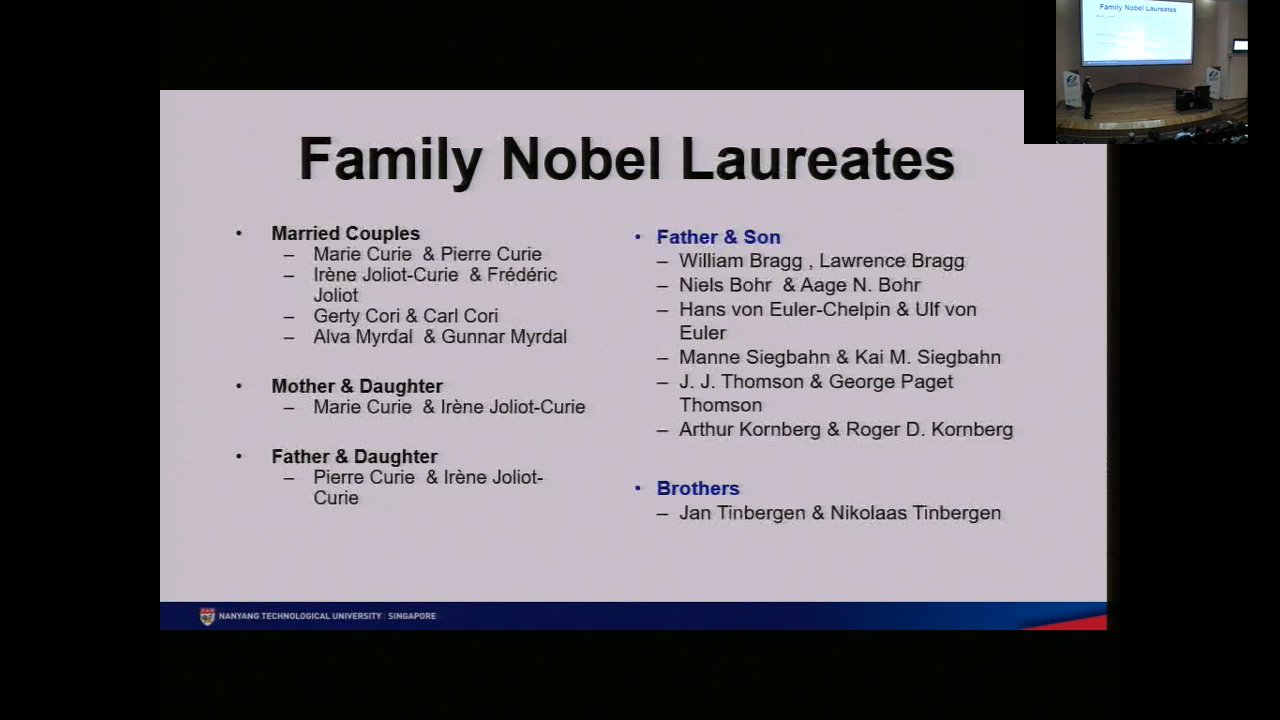 Family Nobel Laureates
• Married Couples
– Marie Curie & Pierre Curie
– Irène Joliot-Curie & Frédéric
Joliot
– Gerty Cori & Carl Cori
– Alva Myrdal & Gunnar Myrdal
• Mother & Daughter
– Marie Curie & Irène Joliot-Curie
• Father & Daughter
– Pierre Curie & Irène Joliot-
Curie
• Father & Son
– William Bragg , Lawrence Bragg
– Niels Bohr & Aage N. Bohr
– Hans von Euler-Chelpin & Ulf von
Euler
– Manne Siegbahn & Kai M. Siegbahn
– J. J. Thomson & George Paget
Thomson
– Arthur Kornberg & Roger D. Kornberg
• Brothers
– Jan Tinbergen & Nikolaas Tinbergen
NANYANG TECHNOLOGICAL UNIVERSITY | SINGAPORE
Family Nobel Laureates